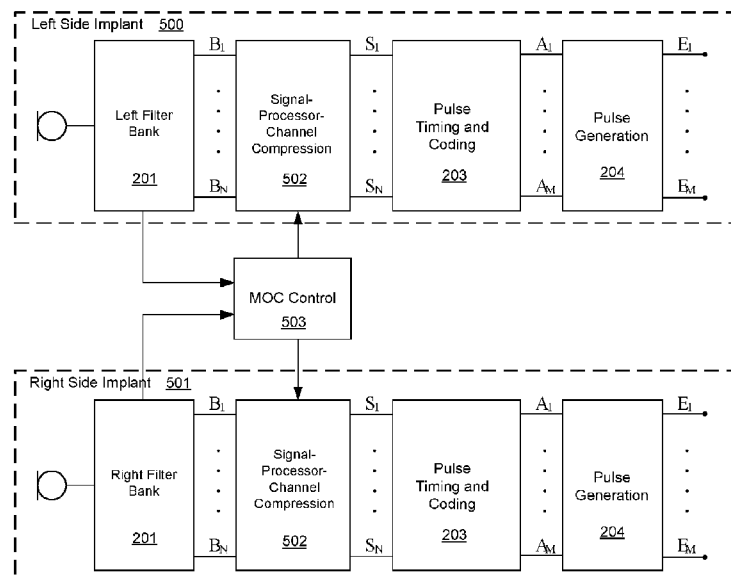 Left Side Implant 500
Left Filter
Bank
201
B1
BN
Signal-
Processor-
Channel
Compression
502
S1
SN
Pulse
Timing and
Coding
203
A1
AM
Pulse
Generation
204
E1
EM
MOC Control
503
Right Side Implant 501
Right Filter
Bank
201
B1
BN
Signal-
Processor-
Channel
Compression
502
S1
SN
Pulse
Timing and
Coding
203
A1
AM
Pulse
Generation
204
E1
EM